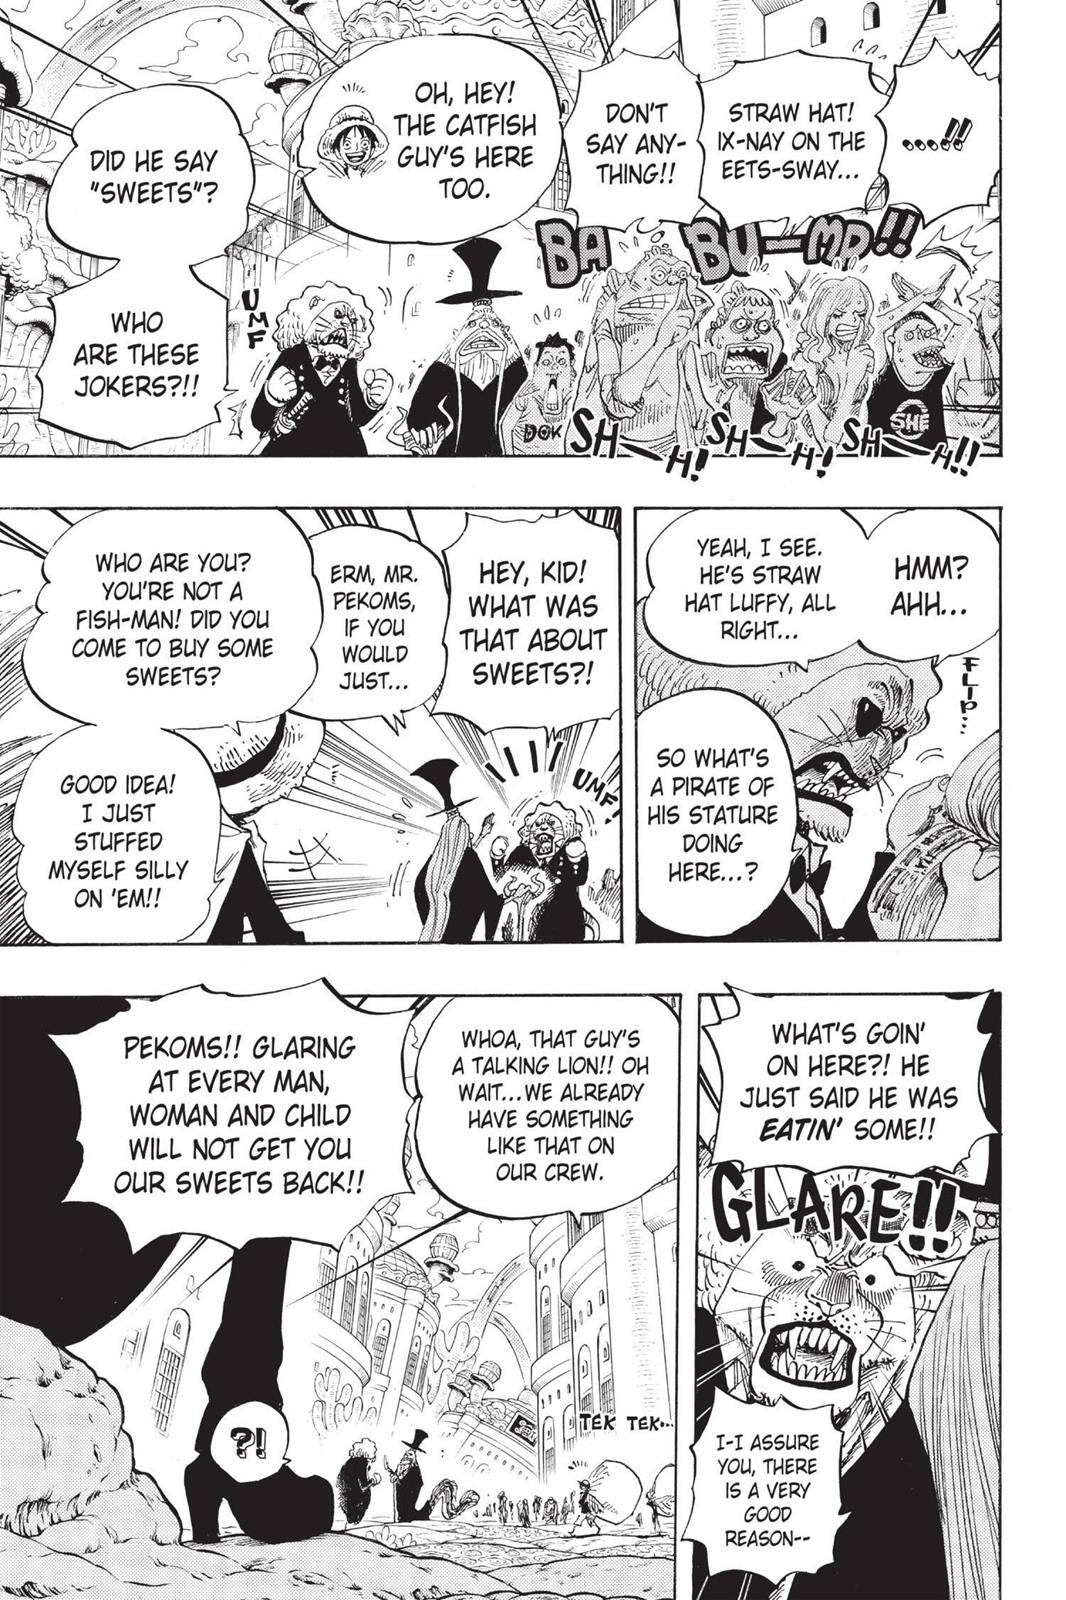 ...!!
STRAW HAT!
IX-NAY ON THE
EETS-SWAY...
DON'T
SAY ANY-
THING!!
OH, HEY!
THE CATFISH
GUY'S HERE
TOO.
DID HE SAY
"SWEETS"?
WHO
ARE THESE
JOKERS?!!
BA
BU—MP!!
UMF
DOK
SHE
SH—H!
SH—H!
SH—H!!
HMM?
AHH...
YEAH, I SEE.
HE'S STRAW
HAT LUFFY, ALL
RIGHT...
FLIP...
SO WHAT'S
A PIRATE OF
HIS STATURE
DOING
HERE...?
HEY, KID!
WHAT WAS
THAT ABOUT
SWEETS?!
ERM, MR.
PEKOMS,
IF YOU
WOULD
JUST...
WHO ARE YOU?
YOU'RE NOT A
FISH-MAN! DID YOU
COME TO BUY SOME
SWEETS?
UMF!
GOOD IDEA!
I JUST
STUFFED
MYSELF SILLY
ON 'EM!!
WHAT'S GOIN'
ON HERE?! HE
JUST SAID HE WAS
EATIN' SOME!!
GLARE!!
I-I ASSURE
YOU, THERE
IS A VERY
GOOD
REASON--
WHOA, THAT GUY'S
A TALKING LION!! OH
WAIT...WE ALREADY
HAVE SOMETHING
LIKE THAT ON
OUR CREW.
PEKOMS!! GLARING
AT EVERY MAN,
WOMAN AND CHILD
WILL NOT GET YOU
OUR SWEETS BACK!!
TEK TEK...
?!